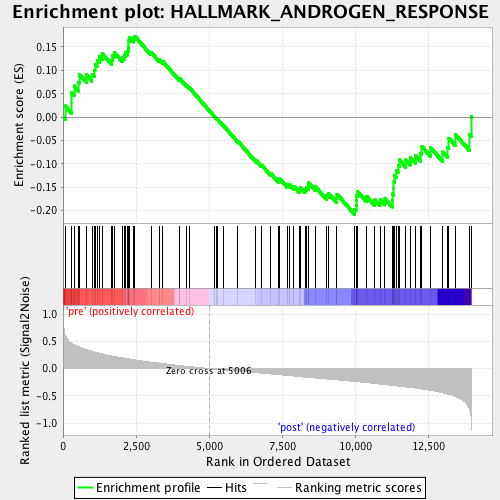 Enrichment plot: HALLMARK_ANDROGEN_RESPONSE
Enrichment score (ES)
0.15
0.10
0.05
0.00
-0.05
-0.10
-0.15
-0.20
'pre' (positively correlated)
Ranked list metric (Signal2Noise)
1.0
0.5
0.0
-0.5
-1.0
Zero cross at 5006
'post' (negatively correlated)
0 2,500 5,000 7,500 10,000 12,500
Rank in Ordered Dataset
Enrichment profile Hits Ranking metric scores